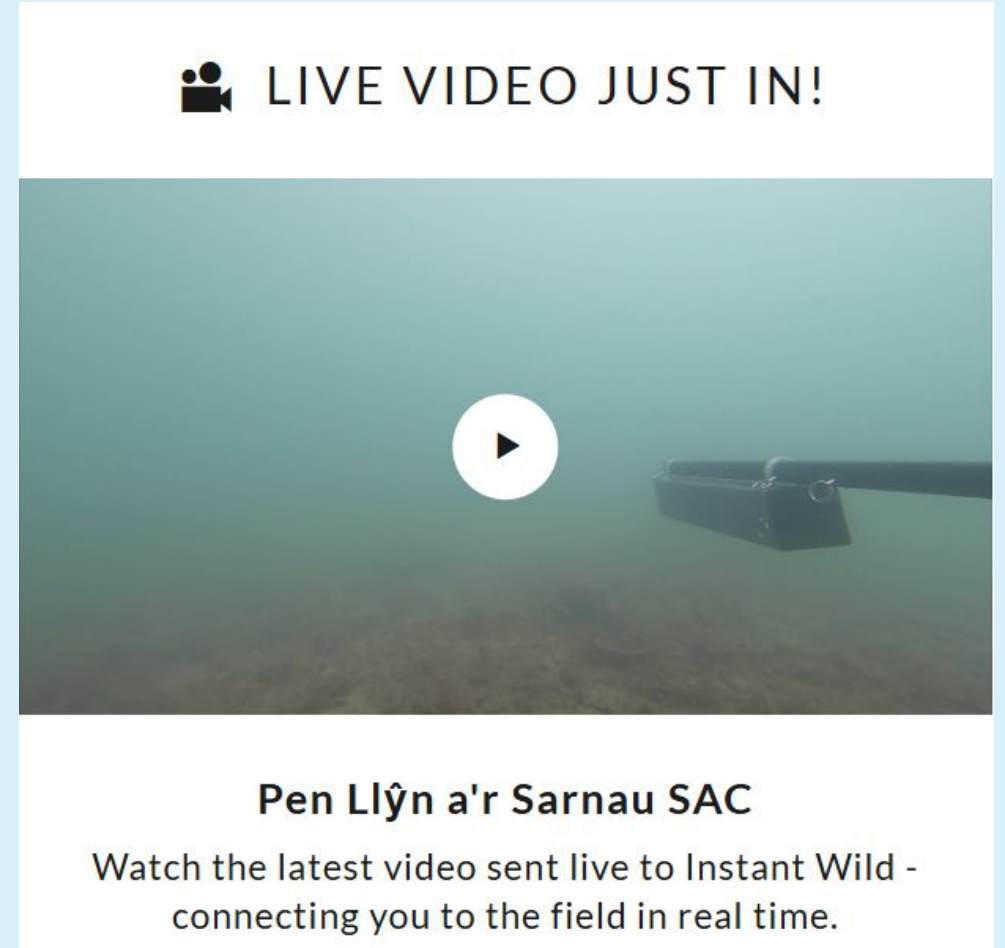 LIVE VIDEO JUST IN!
Pen Llŷn a'r Sarnau SAC
Watch the latest video sent live to Instant Wild -
connecting you to the field in real time.